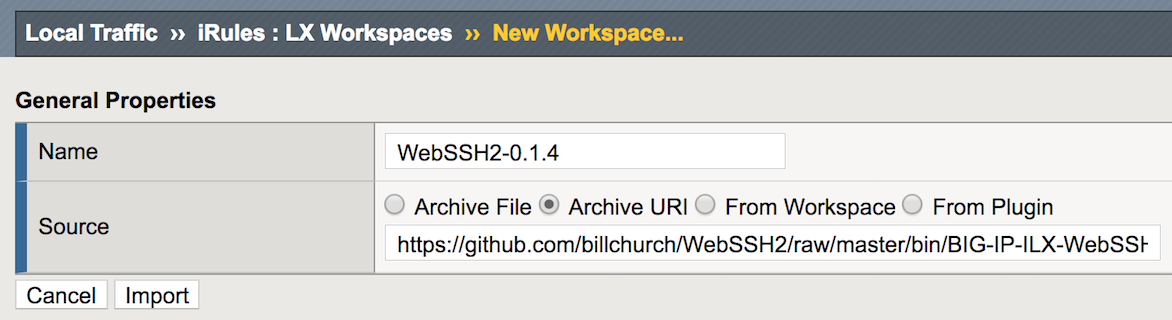 Local Traffic ›› iRules : LX Workspaces ›› New Workspace...
General Properties
Name WebSSH2-0.1.4
Source Archive File Archive URI From Workspace From Plugin
https://github.com/billchurch/WebSSH2/raw/master/bin/BIG-IP-ILX-WebSSH
Cancel Import